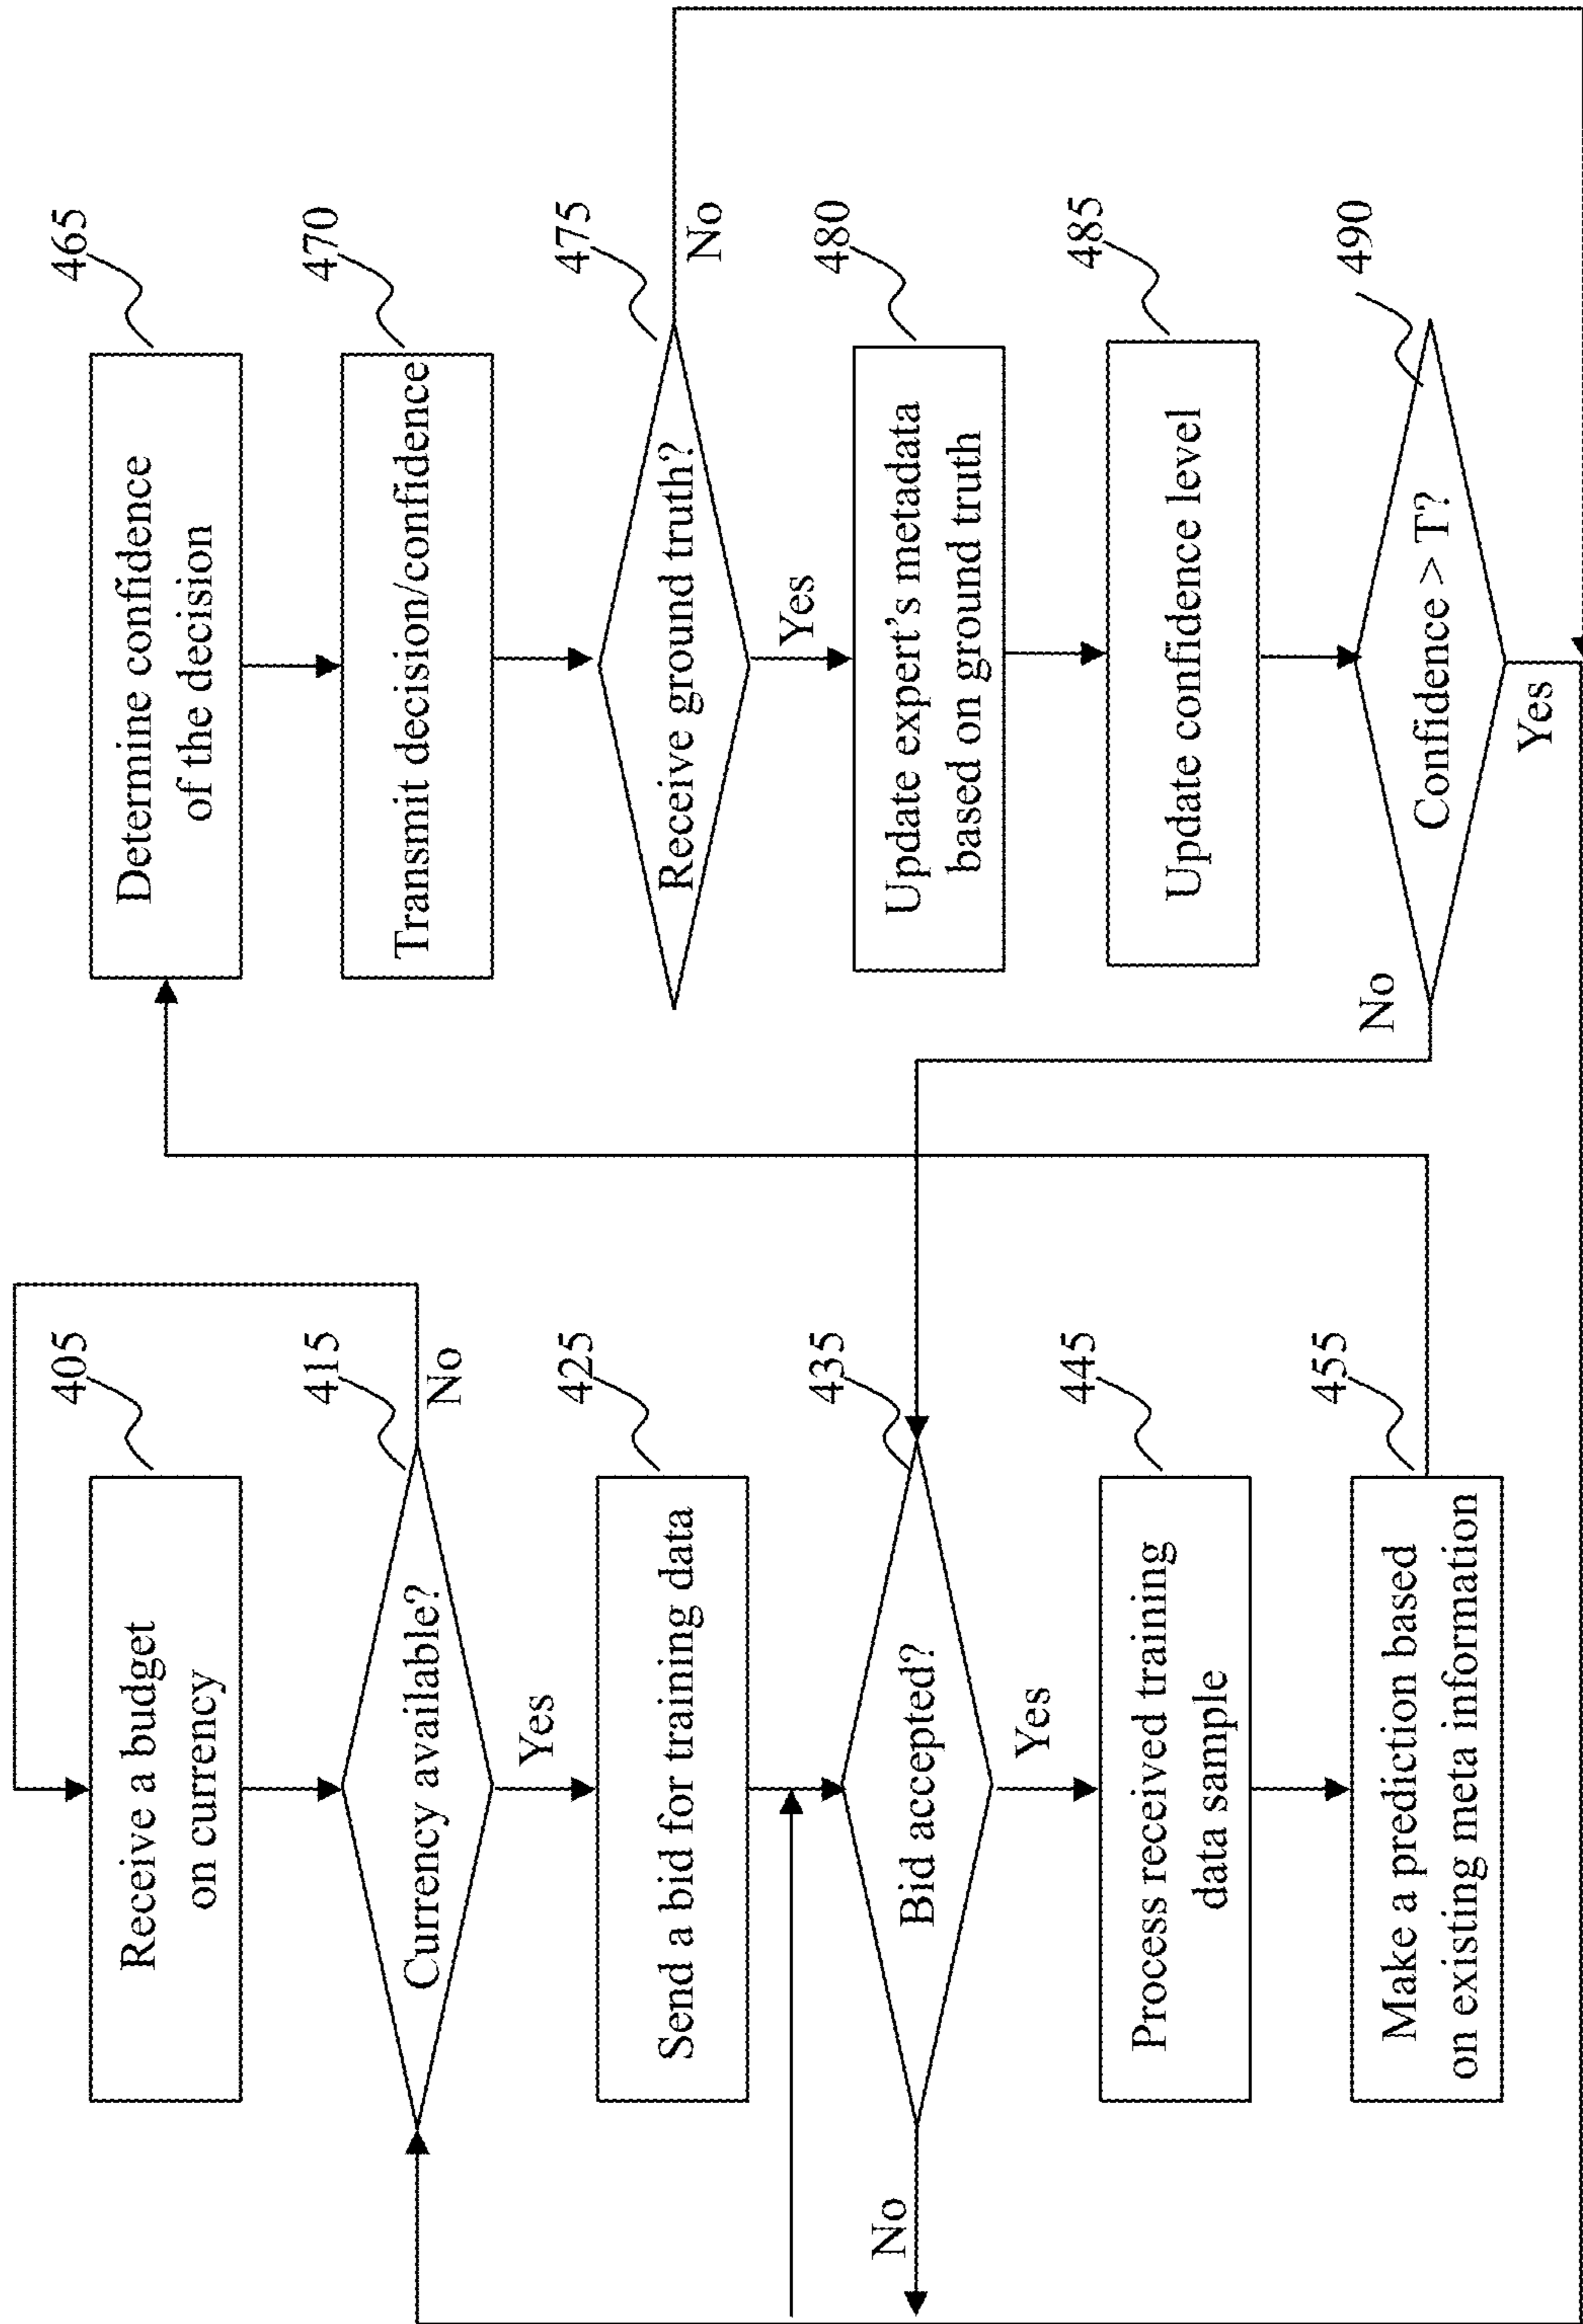 405
Receive a budget
on currency
415
Currency available?
No
Yes
425
Send a bid for training data
435
Bid accepted?
No
Yes
445
Process received training
data sample
455
Make a prediction based
on existing meta information
465
Determine confidence
of the decision
470
Transmit decision/confidence
475
Receive ground truth?
No
Yes
480
Update expert’s metadata
based on ground truth
485
Update confidence level
490
No
Confidence > T?
Yes